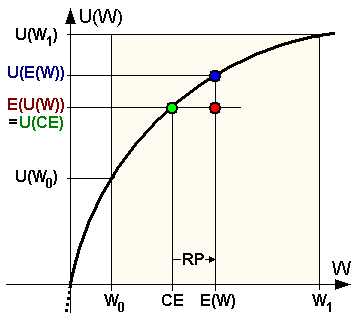 U(W)
U(W₁)
U(E(W))
E(U(W))
=U(CE)
U(W₀)
RP
W
W₀ CE E(W) W₁